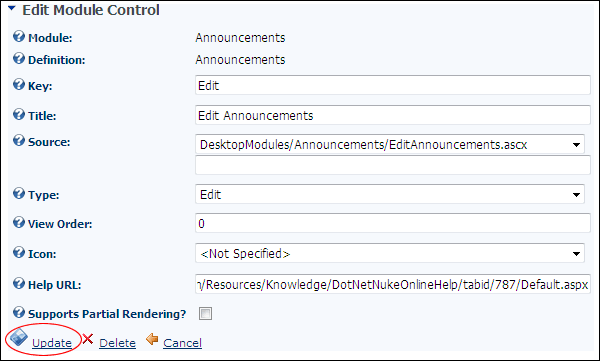 Edit Module Control
Module: Announcements
Definition: Announcements
Key: Edit
Title: Edit Announcements
Source: DesktopModules/Announcements/EditAnnouncements.ascx
Type: Edit
View Order: 0
Icon: <Not Specified>
Help URL: /Resources/Knowledge/DotNetNukeOnlineHelp/tabid/787/Default.aspx
Supports Partial Rendering?
Update Delete Cancel